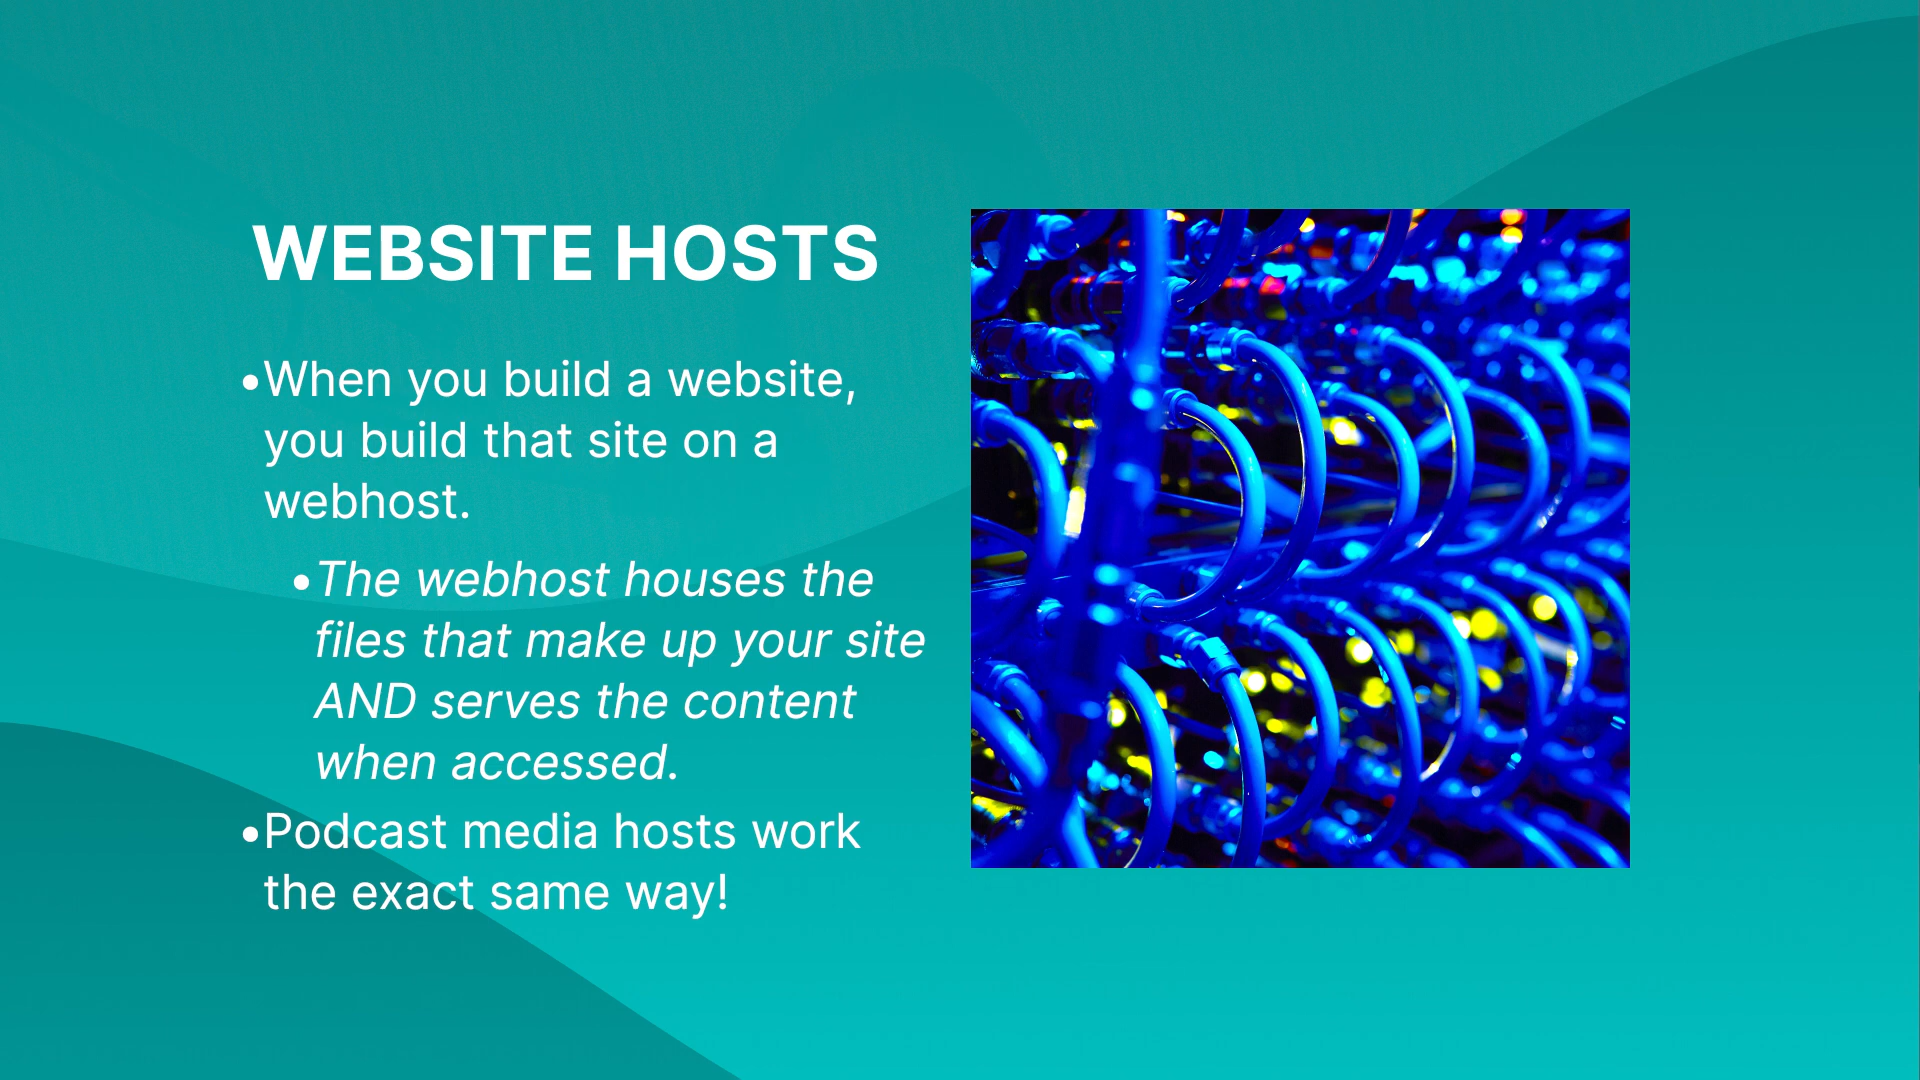 WEBSITE HOSTS
•When you build a website,
you build that site on a
webhost.
•The webhost houses the
files that make up your site
AND serves the content
when accessed.
•Podcast media hosts work
the exact same way!